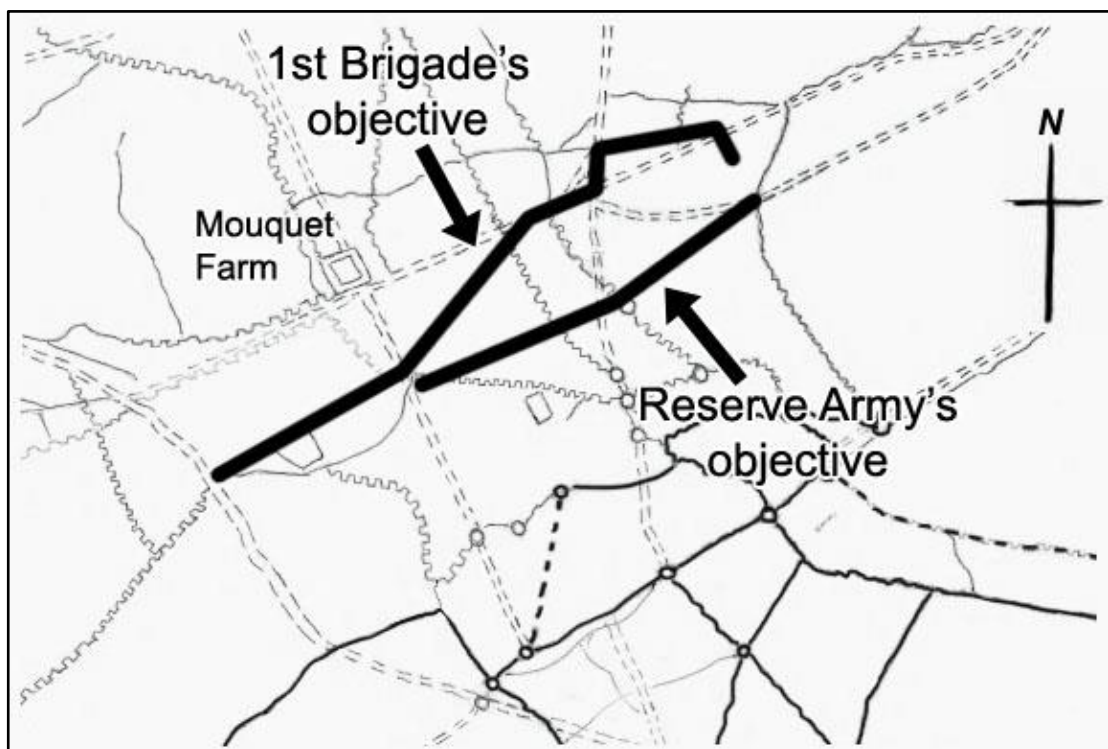 1st Brigade's
objective
N
Mouquet
Farm
Reserve Army's
objective